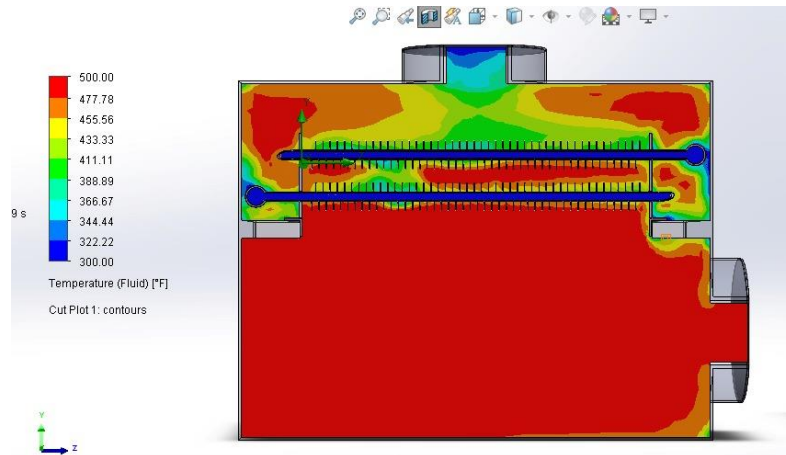 500.00
477.78
455.56
433.33
411.11
388.89
366.67
9 s
344.44
322.22
300.00
Temperature (Fluid) [°F]
Cut Plot 1: contours
Y
Z